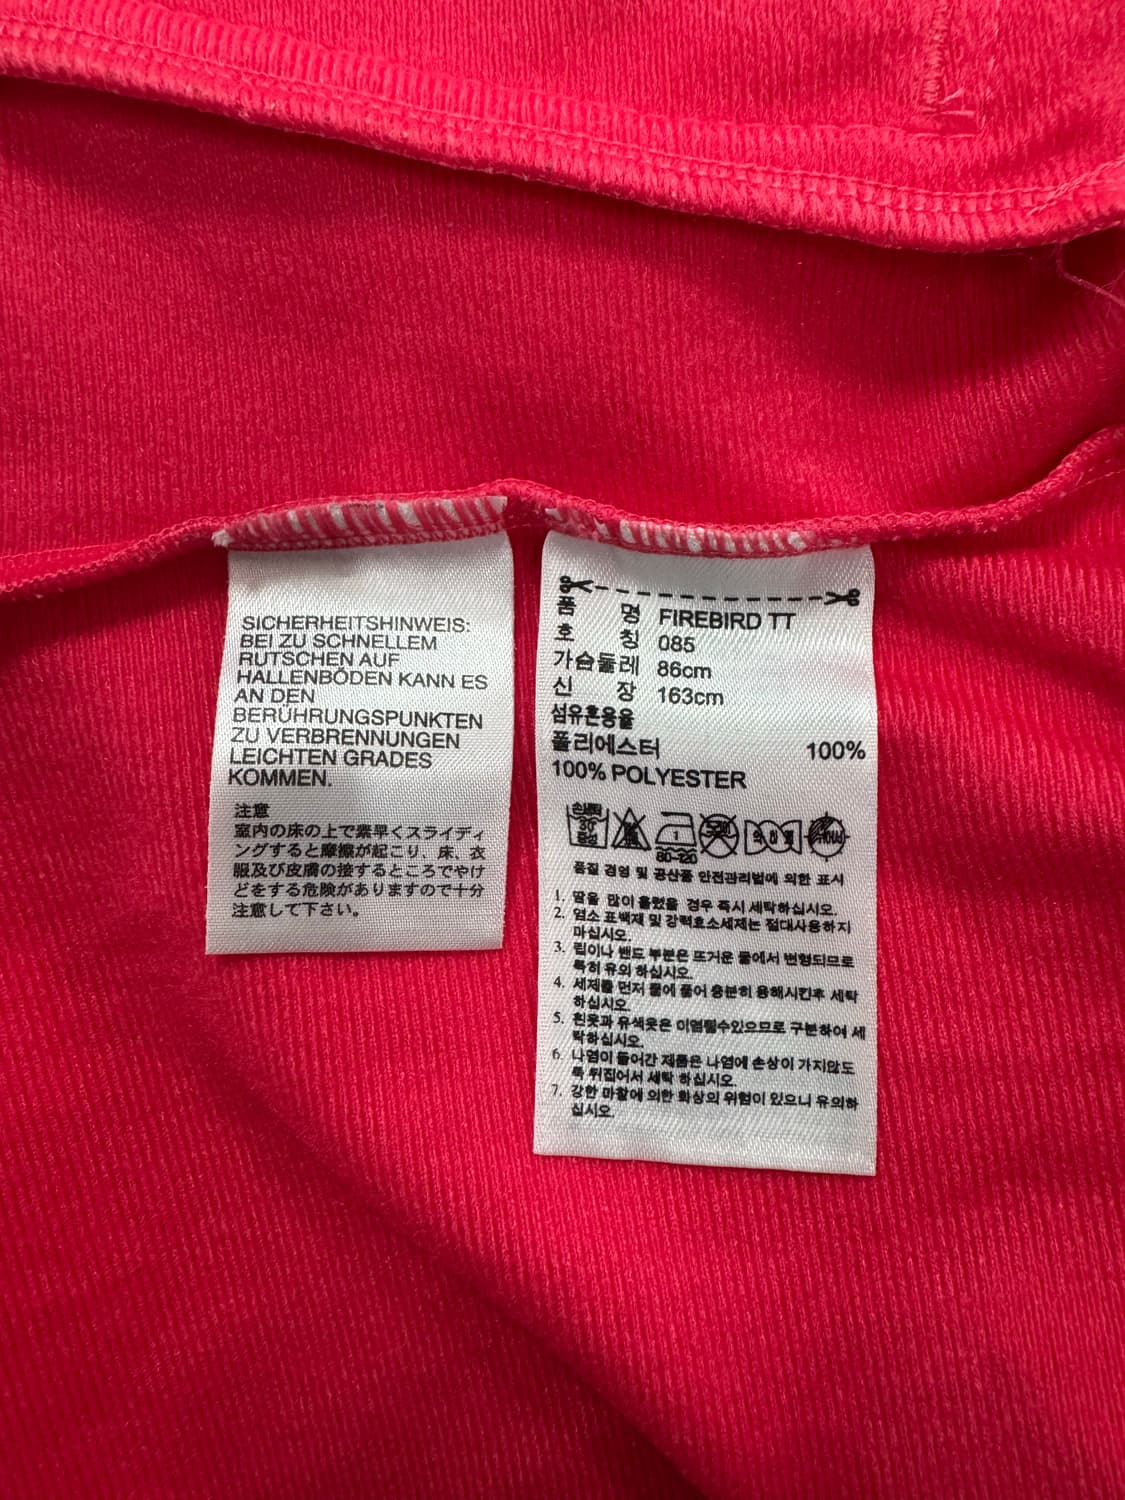 SICHERHEITSHINWEIS:
BEI ZU SCHNELLEM
RUTSCHEN AUF
HALLENBÖDEN KANN ES
AN DEN
BERÜHRUNGSPUNKTEN
ZU VERBRENNUNGEN
LEICHTEN GRADES
KOMMEN.
注意
室内の床の上で素早くスライディ
ングすると摩擦が起こり、床、衣
服及び皮膚の接するところでやけ
どをする危険がありますので十分
注意して下さい。
품 명 FIREBIRD TT
호 칭 085
가슴둘레 86cm
신 장 163cm
섬유혼용율
폴리에스터 100%
100% POLYESTER
손세탁
30°
중성
1
80-120
품질 경영 및 공산품 안전관리법에 의한 표시
1. 땀을 많이 흘렸을 경우 즉시 세탁하십시오.
2. 염소 표백제 및 강력효소세제는 절대사용하지
마십시오.
3. 립이나 밴드 부분은 뜨거운 물에서 변형되므로
특히 유의 하십시오.
4. 세제를 먼저 물에 풀어 충분히 용해시킨후 세탁
하십시오.
5. 흰옷과 유색옷은 이염될수있으므로 구분하여 세
탁하십시오.
6. 나염이 들어간 제품은 나염에 손상이 가지않도
록 뒤집어서 세탁 하십시오.
7. 강한 마찰에 의한 화상의 위험이 있으니 유의하
십시오.